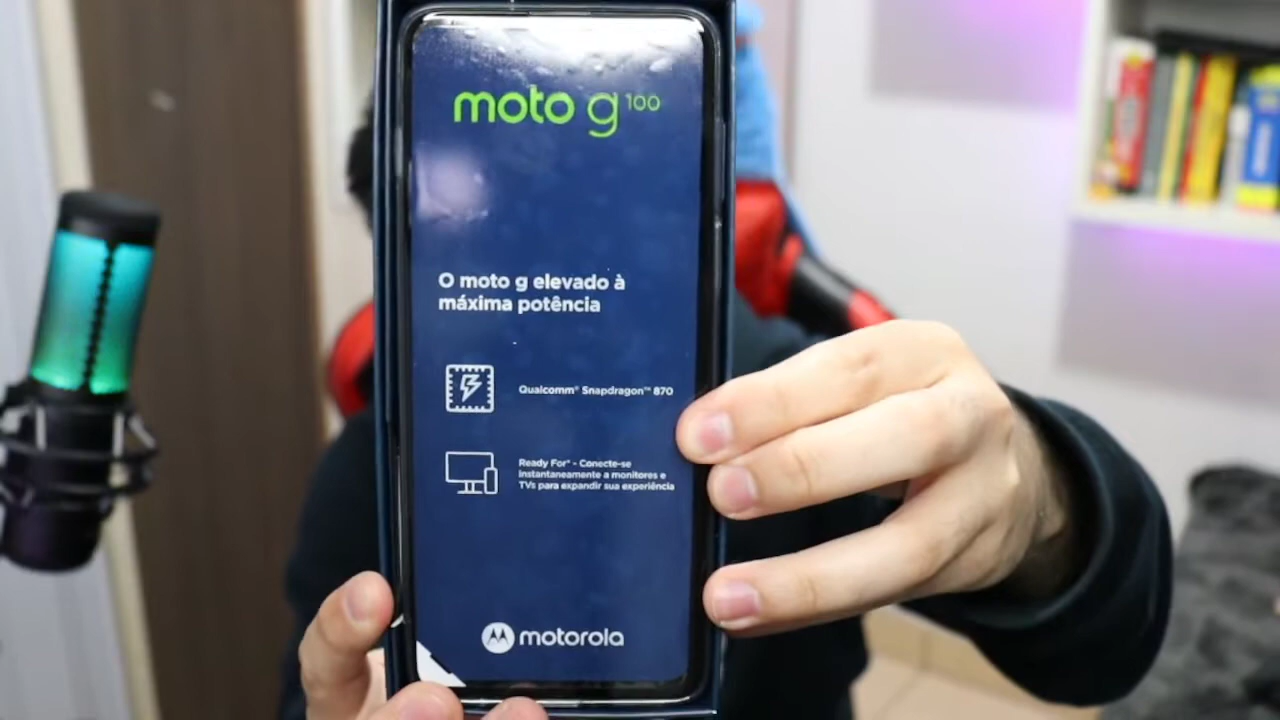 moto g 100
O moto g elevado à
máxima potência
Qualcomm® Snapdragon™ 870
Ready For* - Conecte-se
instantaneamente a monitores e
TVs para expandir sua experiência
motorola